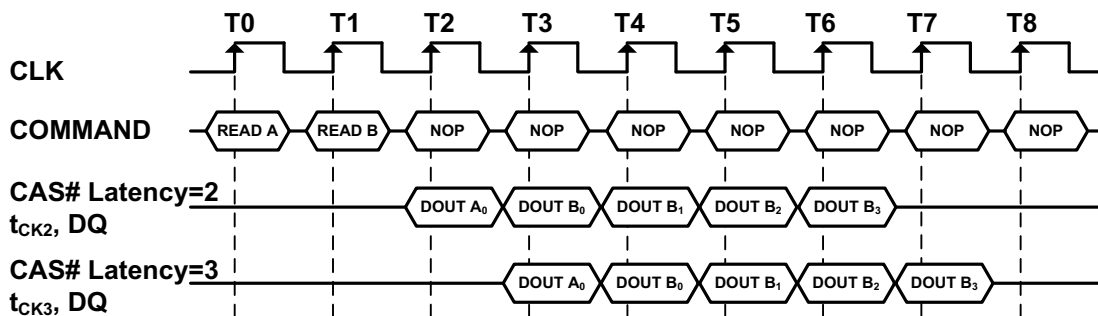 T0 T1 T2 T3 T4 T5 T6 T7 T8
CLK
COMMAND READ A READ B NOP NOP NOP NOP NOP NOP NOP
CAS# Latency=2
tCK2, DQ DOUT A0 DOUT B0 DOUT B1 DOUT B2 DOUT B3
CAS# Latency=3
tCK3, DQ DOUT A0 DOUT B0 DOUT B1 DOUT B2 DOUT B3